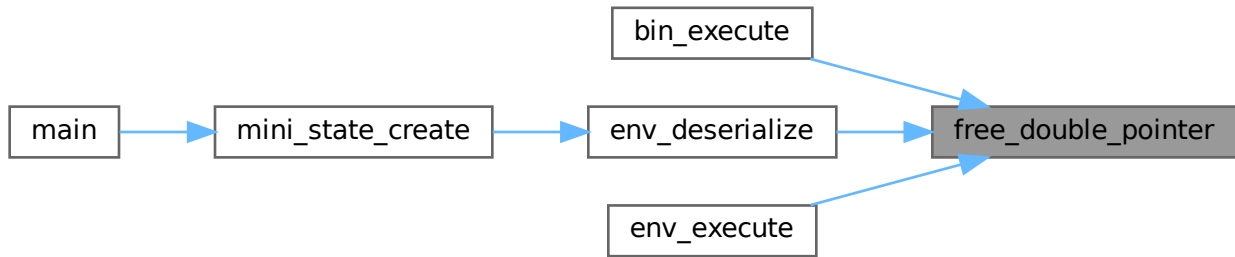 bin_execute
main
mini_state_create
env_deserialize
free_double_pointer
env_execute